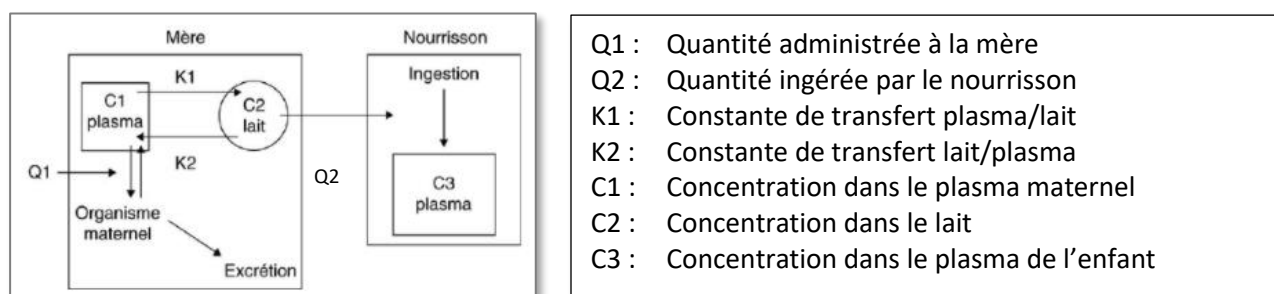 Mère
K1
C1
plasma
C2
lait
K2
Q1
Organisme
maternel
Excrétion
Q2
Nourrisson
Ingestion
C3
plasma
Q1 : Quantité administrée à la mère
Q2 : Quantité ingérée par le nourrisson
K1 : Constante de transfert plasma/lait
K2 : Constante de transfert lait/plasma
C1 : Concentration dans le plasma maternel
C2 : Concentration dans le lait
C3 : Concentration dans le plasma de l’enfant